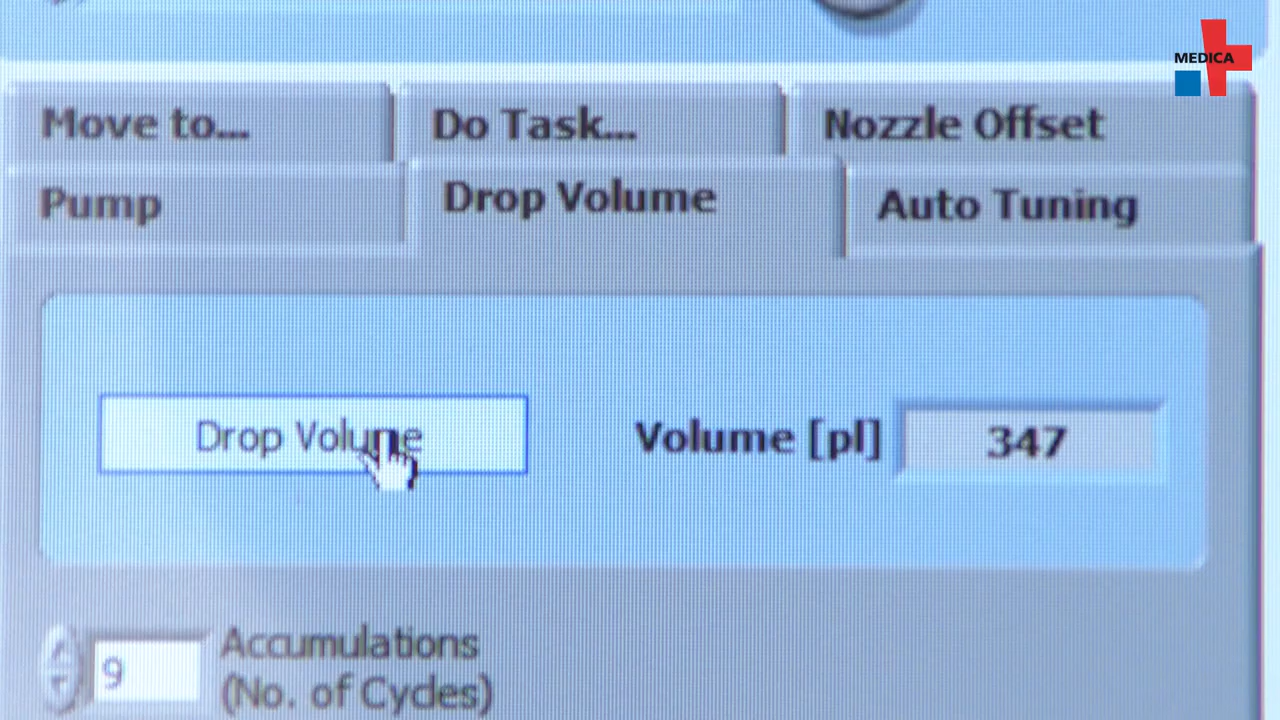 MEDICA
Move to...
Do Task...
Nozzle Offset
Pump
Drop Volume
Auto Tuning
Drop Volume
Volume [pl]
347
9
Accumulations
(No. of Cycles)